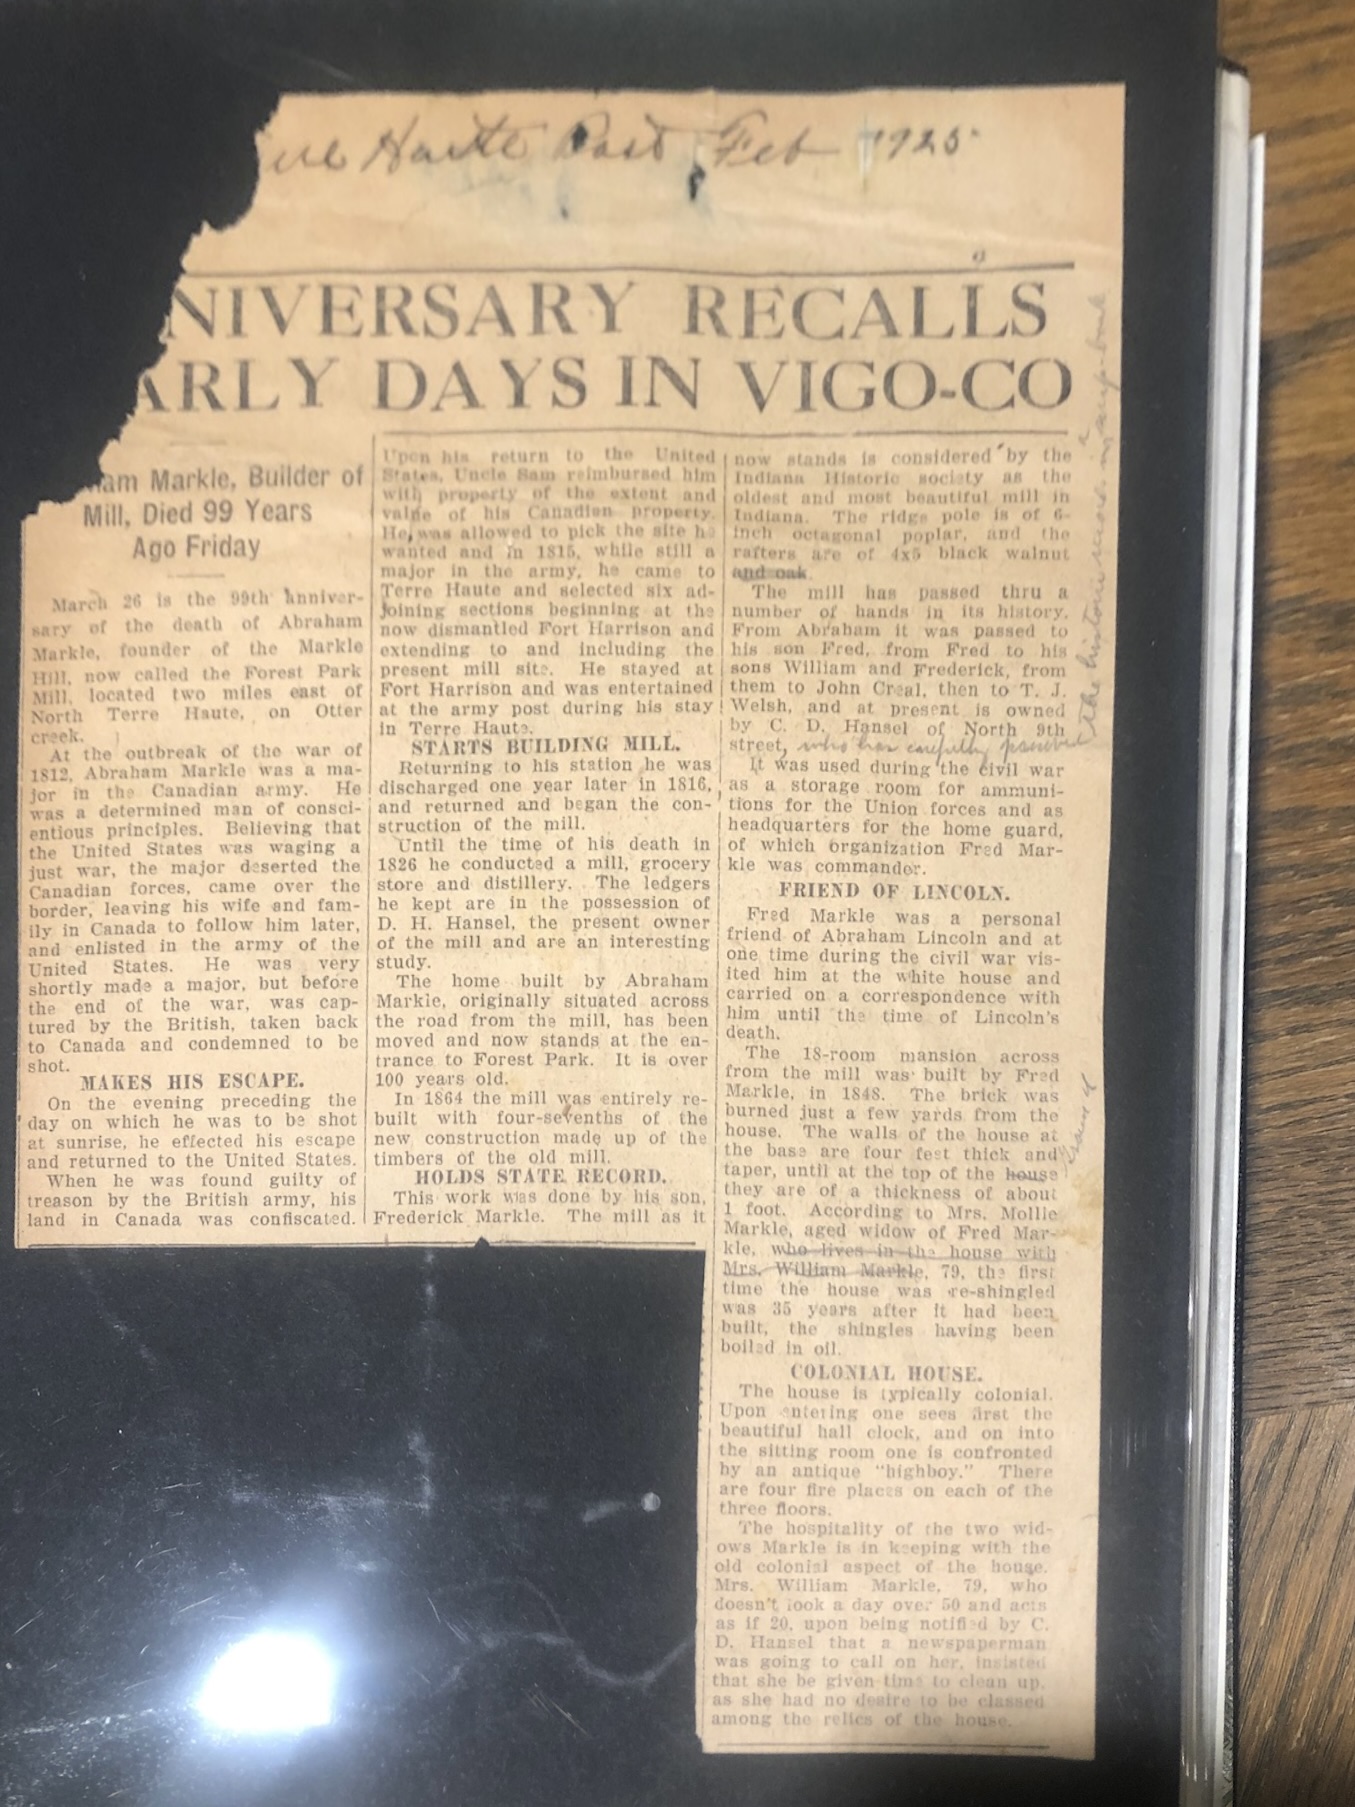 Haute Post Feb 1925
NIVERSARY RECALLS
ARLY DAYS IN VIGO-CO
am Markle, Builder of
Mill, Died 99 Years
Ago Friday
March 26 is the 99th anniver-
sary of the death of Abraham
Markle, founder of the Markle
Hill, now called the Forest Park
Mill, located two miles east of
North Terre Haute, on Otter
creek.
At the outbreak of the war of
1812, Abraham Markle was a ma-
jor in the Canadian army. He
was a determined man of consci-
entious principles. Believing that
the United States was waging a
just war, the major deserted the
Canadian forces, came over the
border, leaving his wife and fam-
ily in Canada to follow him later,
and enlisted in the army of the
United States. He was very
shortly made a major, but before
the end of the war, was cap-
tured by the British, taken back
to Canada and condemned to be
shot.
MAKES HIS ESCAPE.
On the evening preceding the
day on which he was to be shot
at sunrise, he effected his escape
and returned to the United States.
When he was found guilty of
treason by the British army, his
land in Canada was confiscated.
Upon his return to the United
States, Uncle Sam reimbursed him
with property of the extent and
value of his Canadian property.
He was allowed to pick the site he
wanted and in 1815, while still a
major in the army, he came to
Terre Haute and selected six ad-
joining sections beginning at the
now dismantled Fort Harrison and
extending to and including the
present mill site. He stayed at
Fort Harrison and was entertained
at the army post during his stay
in Terre Haute.
STARTS BUILDING MILL.
Returning to his station he was
discharged one year later in 1816,
and returned and began the con-
struction of the mill.
Until the time of his death in
1826 he conducted a mill, grocery
store and distillery. The ledgers
he kept are in the possession of
D. H. Hansel, the present owner
of the mill and are an interesting
study.
The home built by Abraham
Markle, originally situated across
the road from the mill, has been
moved and now stands at the en-
trance to Forest Park. It is over
100 years old.
In 1864 the mill was entirely re-
built with four-sevenths of the
new construction made up of the
timbers of the old mill.
HOLDS STATE RECORD.
This work was done by his son,
Frederick Markle. The mill as it
now stands is considered by the
Indiana Historic society as the
oldest and most beautiful mill in
Indiana. The ridge pole is of 6-
inch octagonal poplar, and the
rafters are of 4x5 black walnut
and oak.
The mill has passed thru a
number of hands in its history.
From Abraham it was passed to
his son Fred, from Fred to his
sons William and Frederick, from
them to John Creal, then to T. J.
Welsh, and at present is owned
by C. D. Hansel of North 9th
street, who has carefully preserved
the historic
It was used during the civil war
as a storage room for ammuni-
tions for the Union forces and as
headquarters for the home guard,
of which organization Fred Mar-
kle was commander.
FRIEND OF LINCOLN.
Fred Markle was a personal
friend of Abraham Lincoln and at
one time during the civil war vis-
ited him at the white house and
carried on a correspondence with
him until the time of Lincoln's
death.
The 18-room mansion across
from the mill was built by Fred
Markle, in 1848. The brick was
burned just a few yards from the
house. The walls of the house at
the base are four feet thick and
taper, until at the top of the house
they are of a thickness of about
1 foot. According to Mrs. Mollie
Markle, aged widow of Fred Mar-
kle, who lives in the house with
Mrs. William Markle, 79, the first
time the house was re-shingled
was 35 years after it had been
built, the shingles having been
boiled in oil.
COLONIAL HOUSE.
The house is typically colonial.
Upon entering one sees first the
beautiful hall clock, and on into
the sitting room one is confronted
by an antique "highboy." There
are four fire places on each of the
three floors.
The hospitality of the two wid-
ows Markle is in keeping with the
old colonial aspect of the house.
Mrs. William Markle, 79, who
doesn't look a day over 50 and acts
as if 20, upon being notified by C.
D. Hansel that a newspaperman
was going to call on her, insisted
that she be given time to clean up,
as she had no desire to be classed
among the relics of the house.